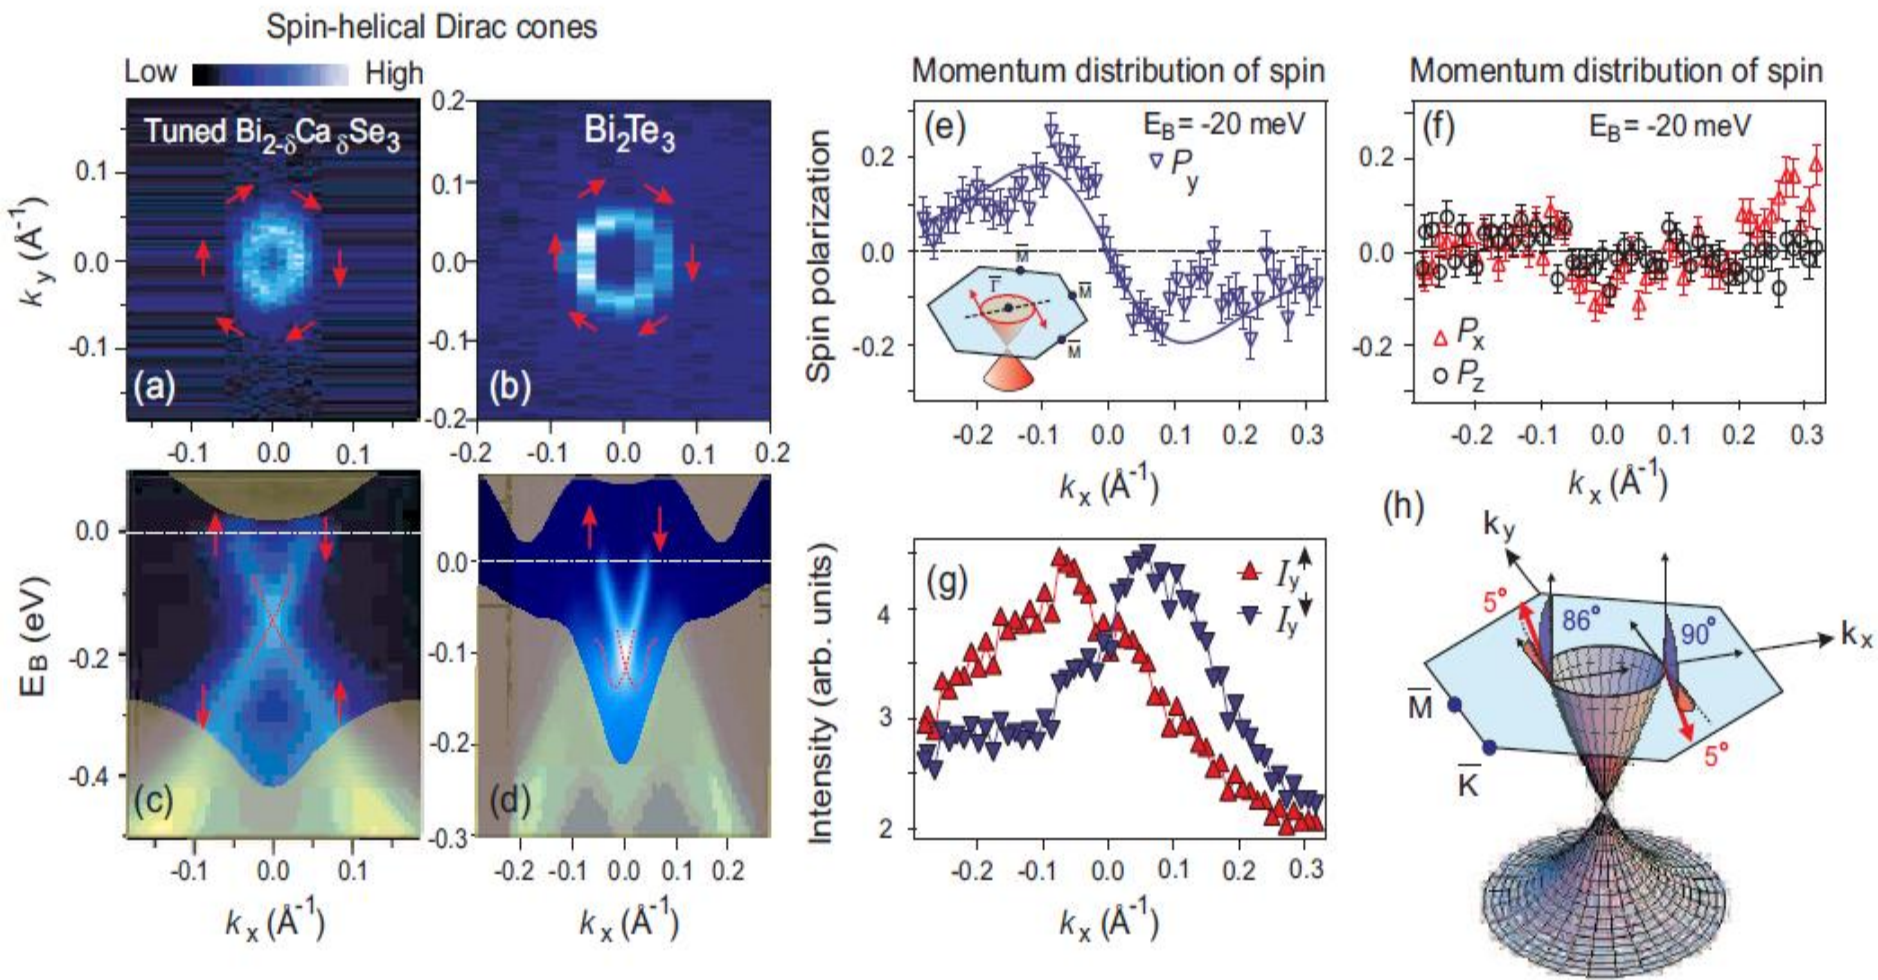 Spin-helical Dirac cones
Low High
Tuned Bi2-δCaδSe3
(a)
ky (Å-1)
0.1
0.0
-0.1
-0.1 0.0 0.1
Bi2Te3
(b)
0.2
0.1
0.0
-0.1
-0.2
-0.2 -0.1 0.0 0.1 0.2
(c)
EB (eV)
0.0
-0.2
-0.4
-0.1 0.0 0.1
kx (Å-1)
(d)
0.0
-0.1
-0.2
-0.3
-0.2 -0.1 0.0 0.1 0.2
kx (Å-1)
Momentum distribution of spin
(e)
EB= -20 meV
Py
Spin polarization
0.2
0.0
-0.2
M
Γ
M
M
-0.2 -0.1 0.0 0.1 0.2 0.3
kx (Å-1)
Momentum distribution of spin
(f)
EB= -20 meV
0.2
0.0
-0.2
Px
Pz
-0.2 -0.1 0.0 0.1 0.2 0.3
kx (Å-1)
(g)
Iy
Iy
Intensity (arb. units)
4
3
2
-0.2 -0.1 0.0 0.1 0.2 0.3
kx (Å-1)
(h)
ky
5°
86°
90°
kx
M
5°
K